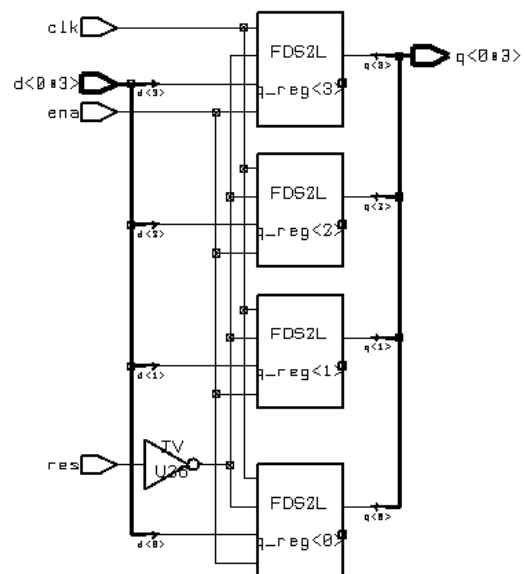 clk
FDS2L
d<0:3>
q<0:3>
d<3>
q_reg<3>
q<3>
ena
FDS2L
d<2>
q_reg<2>
q<2>
FDS2L
d<1>
q_reg<1>
q<1>
IV
res
U36
FDS2L
d<0>
q_reg<0>
q<0>